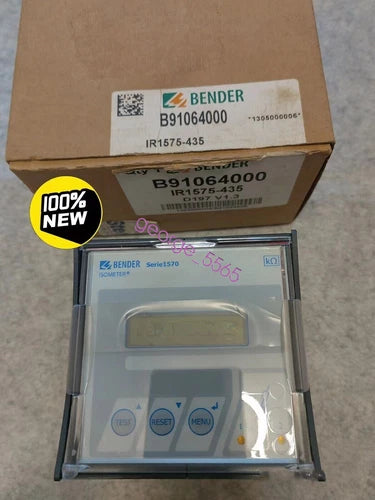 BENDER
B91064000
*1305000006*
IR1575-435
BENDER
B91064000
IR1575-435
D197 V1.3
100%
NEW
george_5565
BENDER
Serie1570
kΩ
ISOMETER®
TEST
RESET
MENU